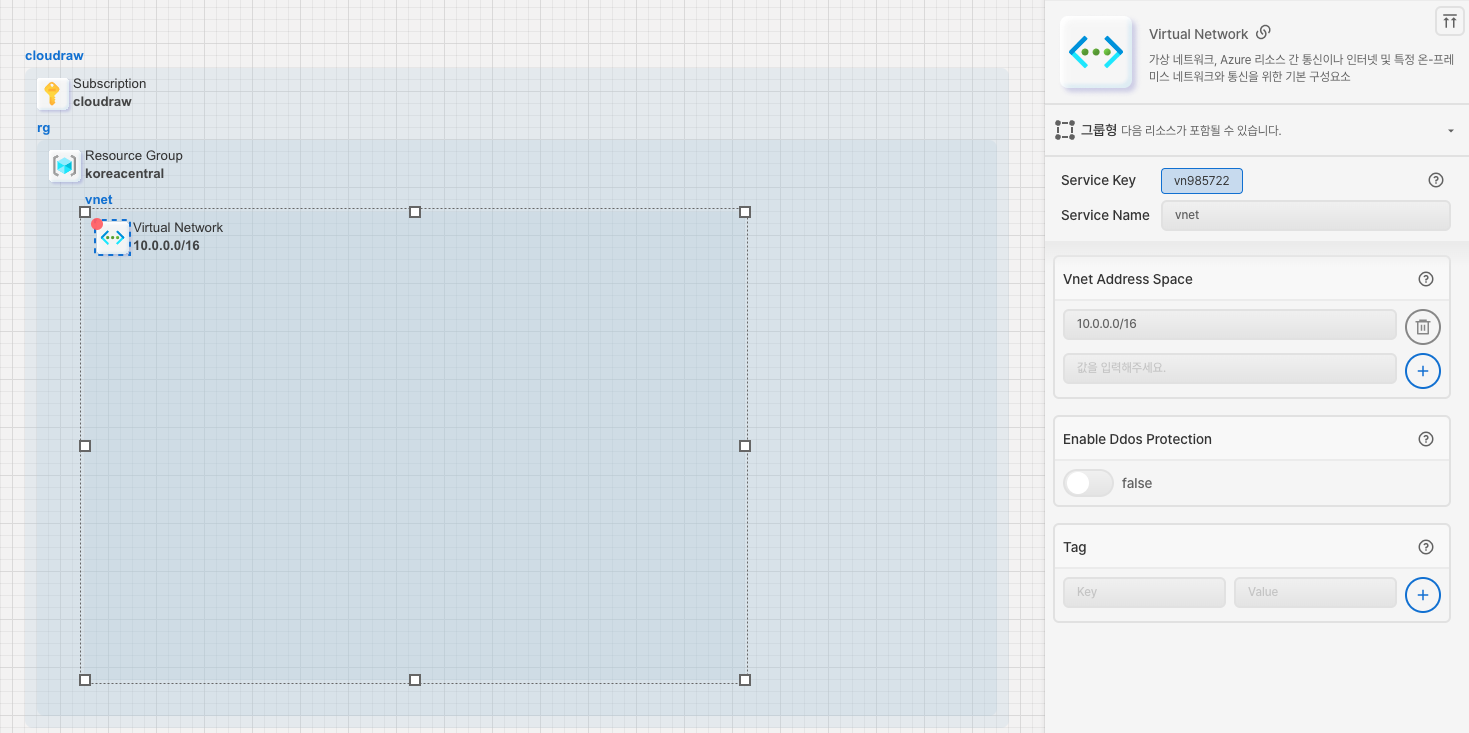 cloudraw
Subscription
cloudraw
rg
Resource Group
koreacentral
vnet
Virtual Network
10.0.0.0/16
Virtual Network
가상 네트워크, Azure 리소스 간 통신이나 인터넷 및 특정 온-프레
미스 네트워크와 통신을 위한 기본 구성요소
그룹형 다음 리소스가 포함될 수 있습니다.
Service Key vn985722
Service Name vnet
Vnet Address Space
10.0.0.0/16
값을 입력해주세요.
Enable Ddos Protection
false
Tag
Key Value